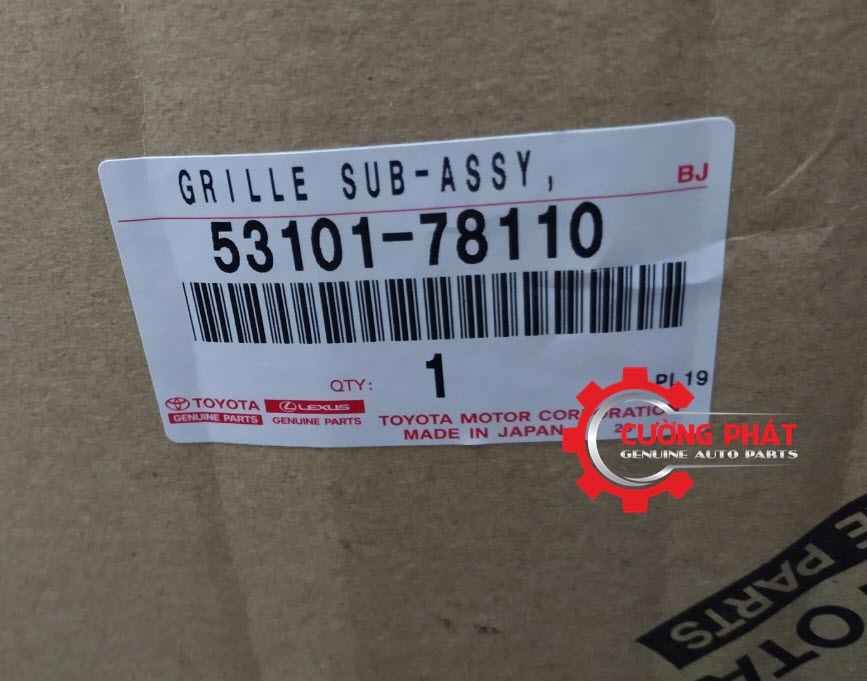 GRILLE SUB-ASSY,
BJ
53101-78110
QTY: 1
PL19
TOYOTA
GENUINE PARTS
LEXUS
GENUINE PARTS
TOYOTA MOTOR CORPORATION
MADE IN JAPAN
CƯỜNG PHÁT
GENUINE AUTO PARTS
PARTS